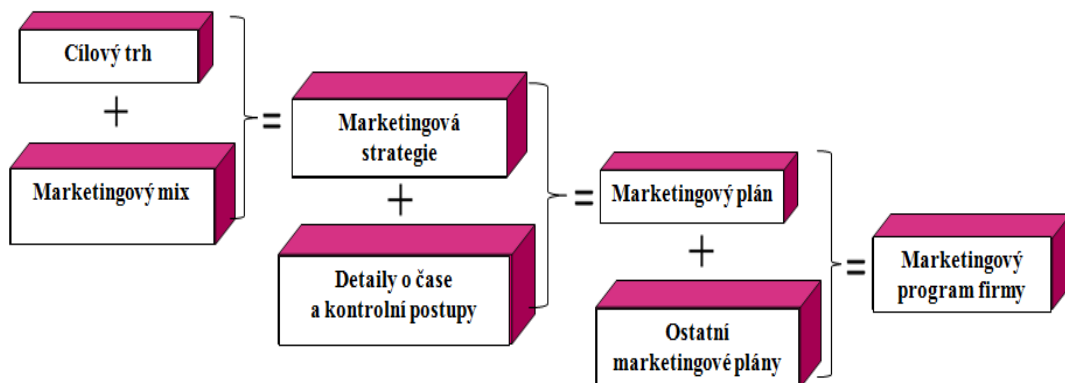 Cílový trh
+
Marketingový mix
=
Marketingová
strategie
+
Detaily o čase
a kontrolní postupy
=
Marketingový plán
+
Ostatní
marketingové plány
=
Marketingový
program firmy